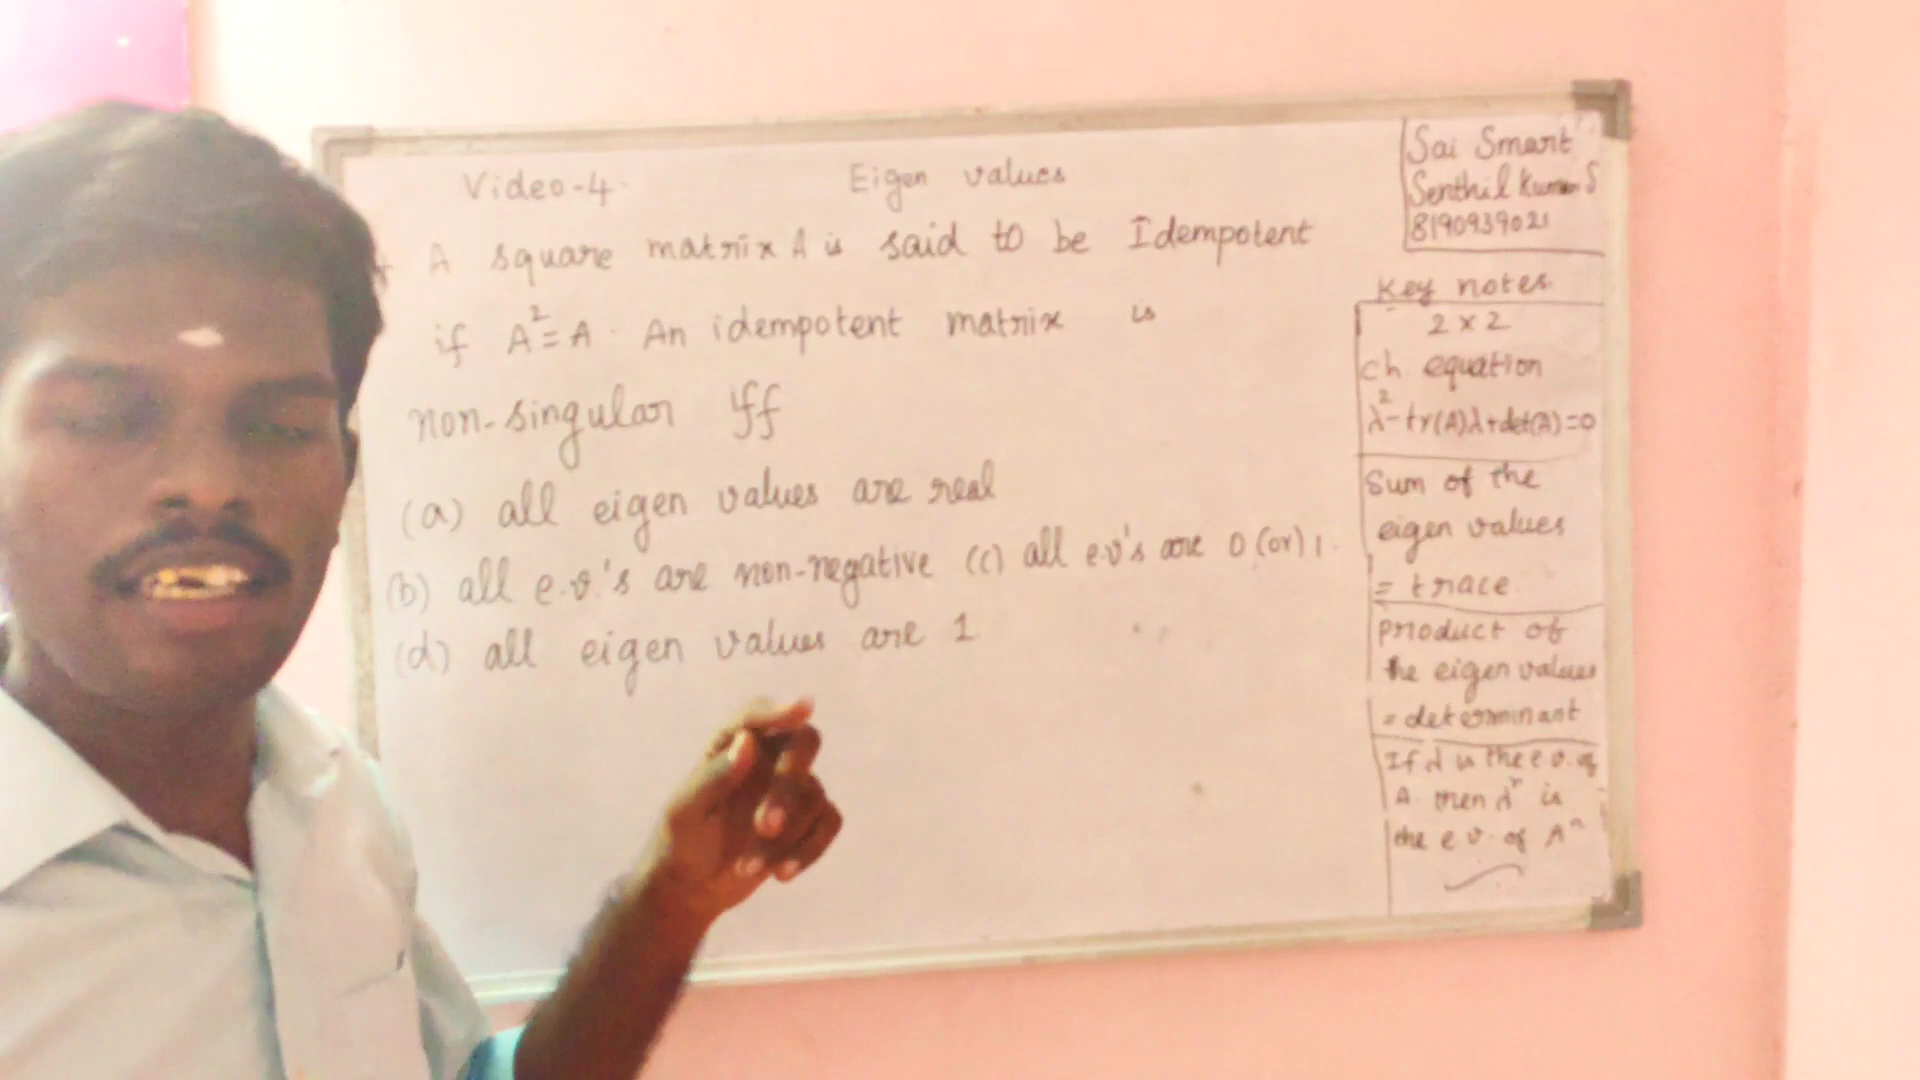 Video-4.
Eigen values
A square matrix A is said to be Idempotent
if A²=A. An idempotent matrix is
non-singular iff
(a) all eigen values are real
(b) all e.v.'s are non-negative (c) all e.v's are 0 (or) 1.
(d) all eigen values are 1
Sai Smart
Senthil Kumar S
8190939021
Key notes
2 x 2
ch equation
λ²-tr(A)λ+det(A)=0
Sum of the
eigen values
= trace
product of
the eigen values
= determinant
If λ is the e.v. of
A. then λⁿ is
the e.v. of Aⁿ